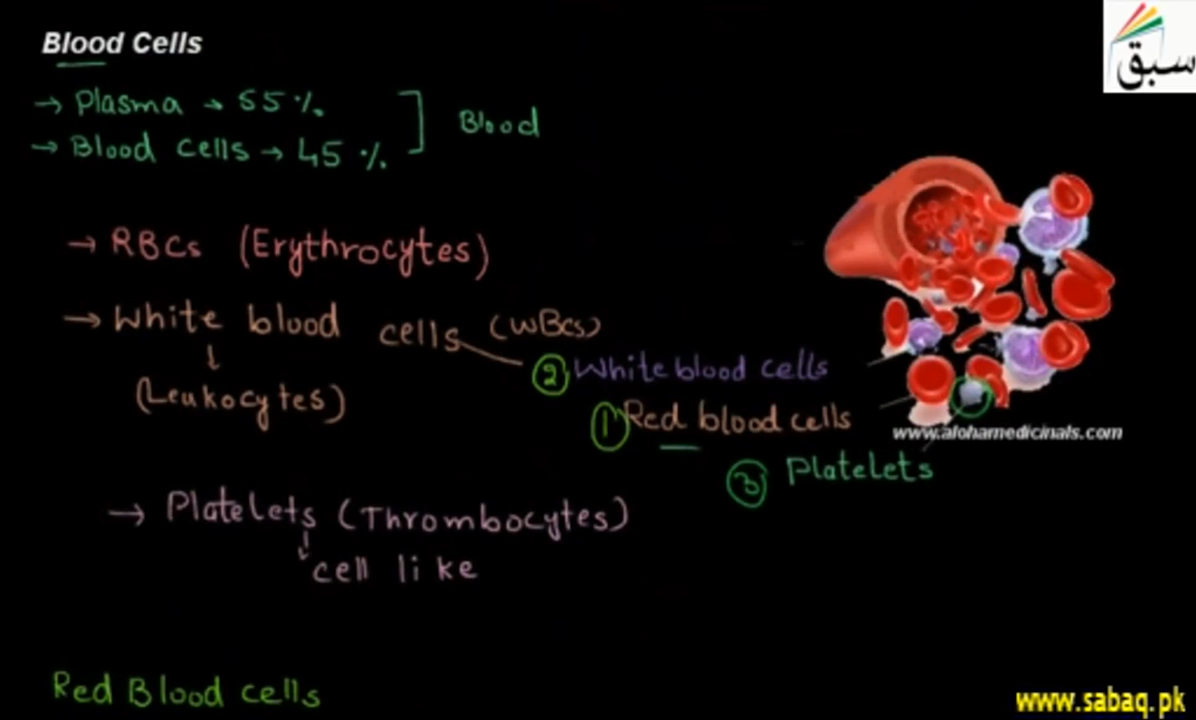 Blood Cells
سبق
→ Plasma → 55 %
→ Blood cells → 45 %
Blood
→ RBCs (Erythrocytes)
→ White blood cells (WBCs)
(Leukocytes)
2 White blood cells
1 Red blood cells
www.alohamedicinals.com
3 Platelets
→ Platelets (Thrombocytes)
cell like
Red Blood cells
www.sabaq.pk